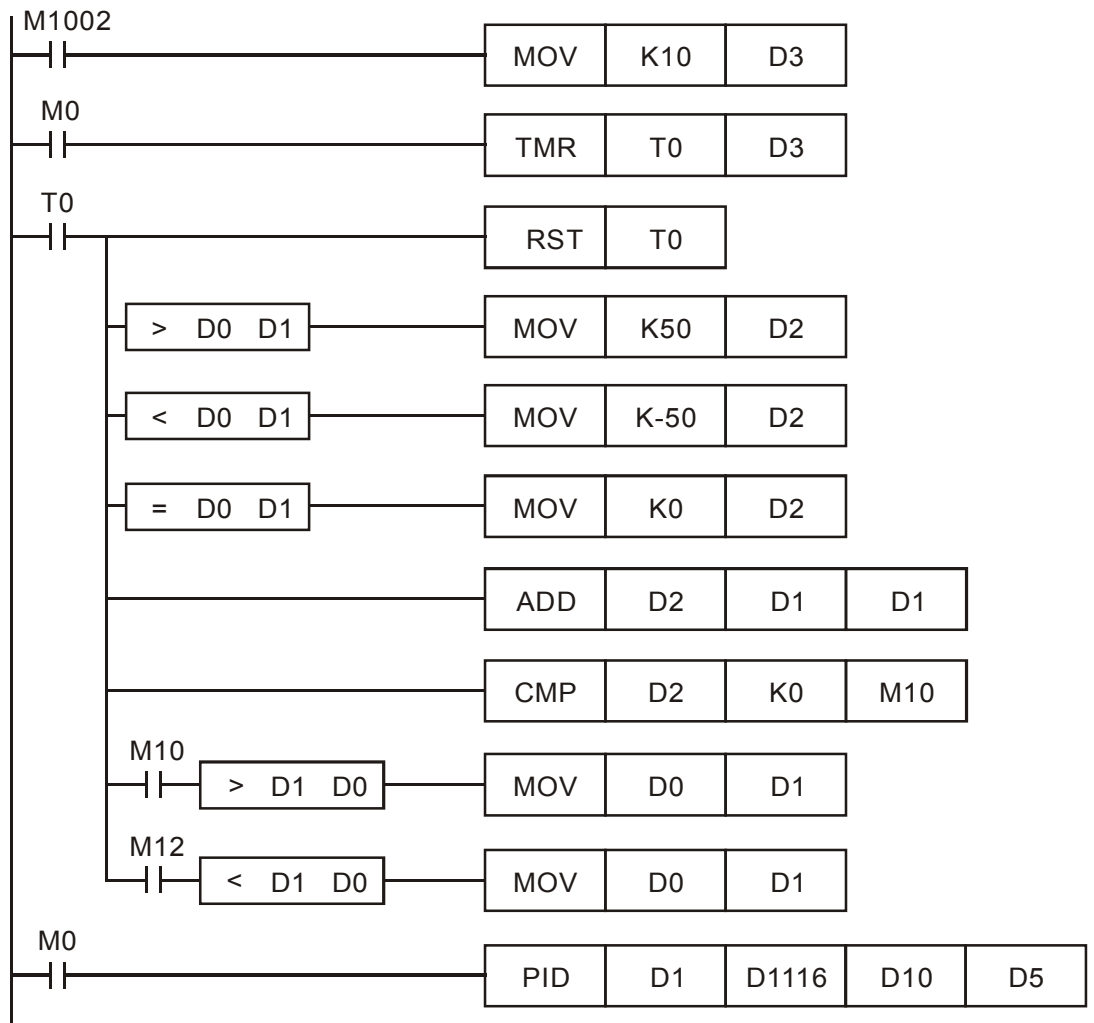 M1002
MOV K10 D3
M0
TMR T0 D3
T0
RST T0
> D0 D1 MOV K50 D2
< D0 D1 MOV K-50 D2
= D0 D1 MOV K0 D2
ADD D2 D1 D1
CMP D2 K0 M10
M10
> D1 D0 MOV D0 D1
M12
< D1 D0 MOV D0 D1
M0
PID D1 D1116 D10 D5